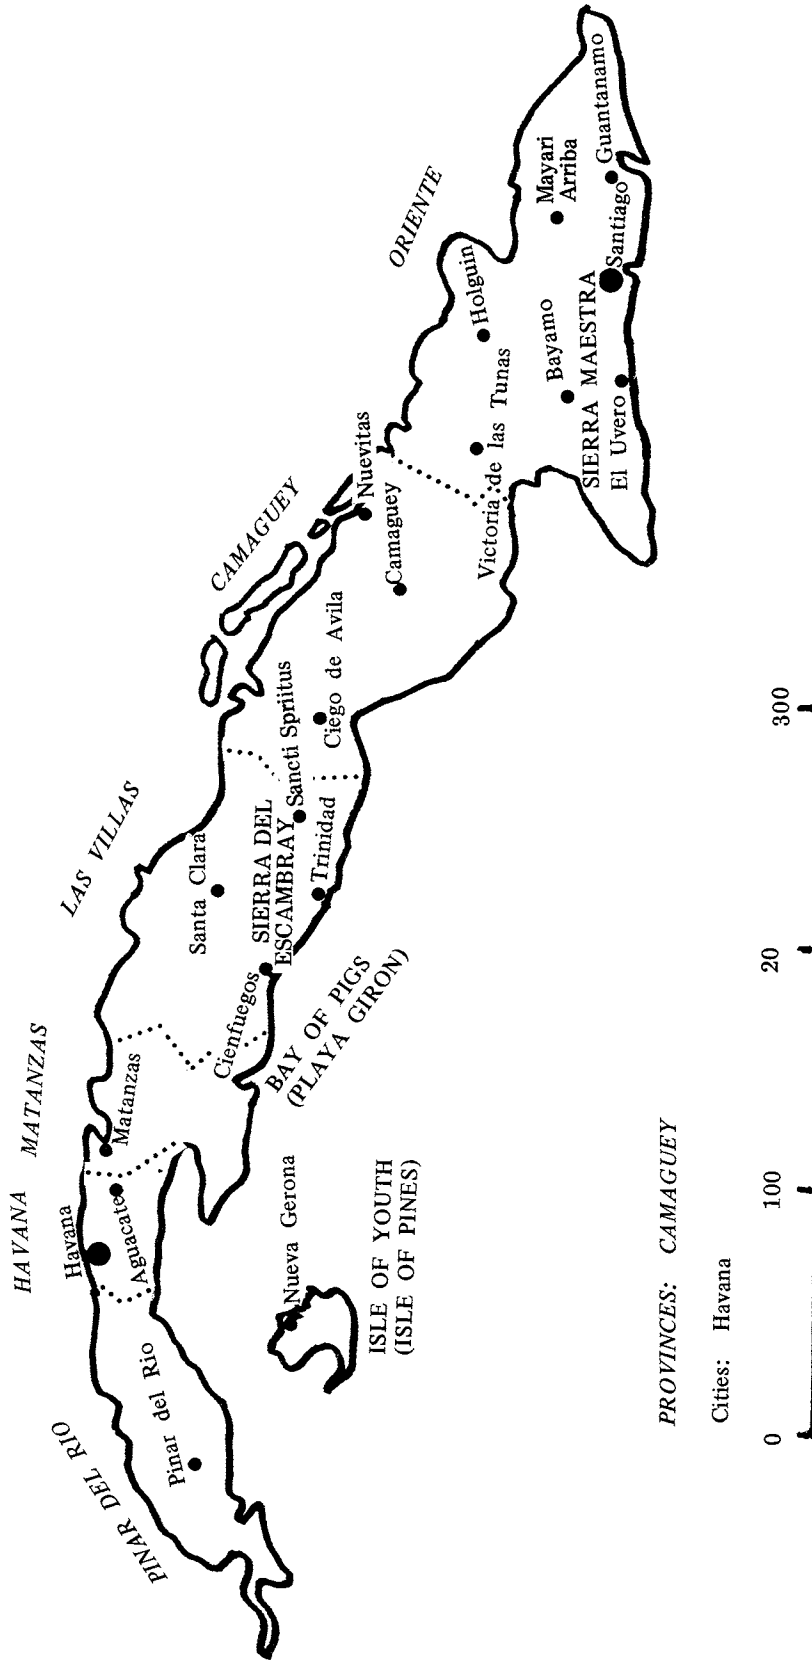 PINAR DEL RIO
HAVANA
MATANZAS
LAS VILLAS
CAMAGUEY
ORIENTE
Havana
Matanzas
Aguacate
Pinar del Rio
Nueva Gerona
ISLE OF YOUTH
(ISLE OF PINES)
Santa Clara
Cienfuegos
SIERRA DEL
ESCAMBRAY
Sancti Spriitus
Trinidad
BAY OF PIGS
(PLAYA GIRON)
Ciego de Avila
Nuevitas
Camaguey
Victoria de las Tunas
Holguin
Bayamo
Mayari
Arriba
SIERRA MAESTRA
El Uvero
Santiago
Guantanamo
PROVINCES: CAMAGUEY
Cities: Havana
0 100 20 300